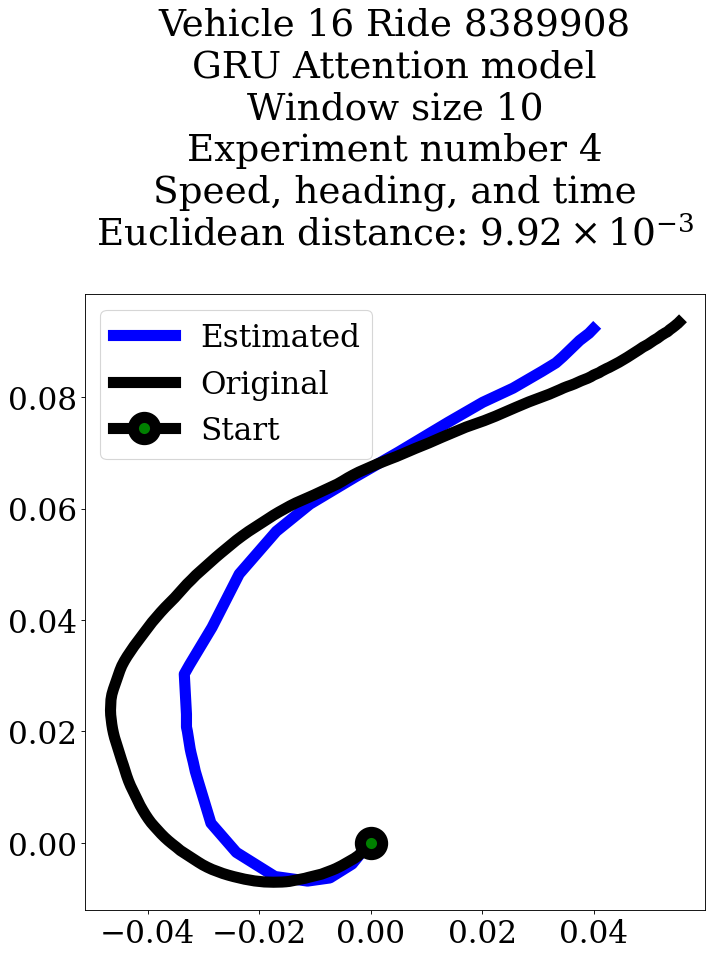 Vehicle 16 Ride 8389908
GRU Attention model
Window size 10
Experiment number 4
Speed, heading, and time
Euclidean distance: 9.92 × 10⁻³
Estimated
Original
Start
0.08
0.06
0.04
0.02
0.00
−0.04 −0.02 0.00 0.02 0.04